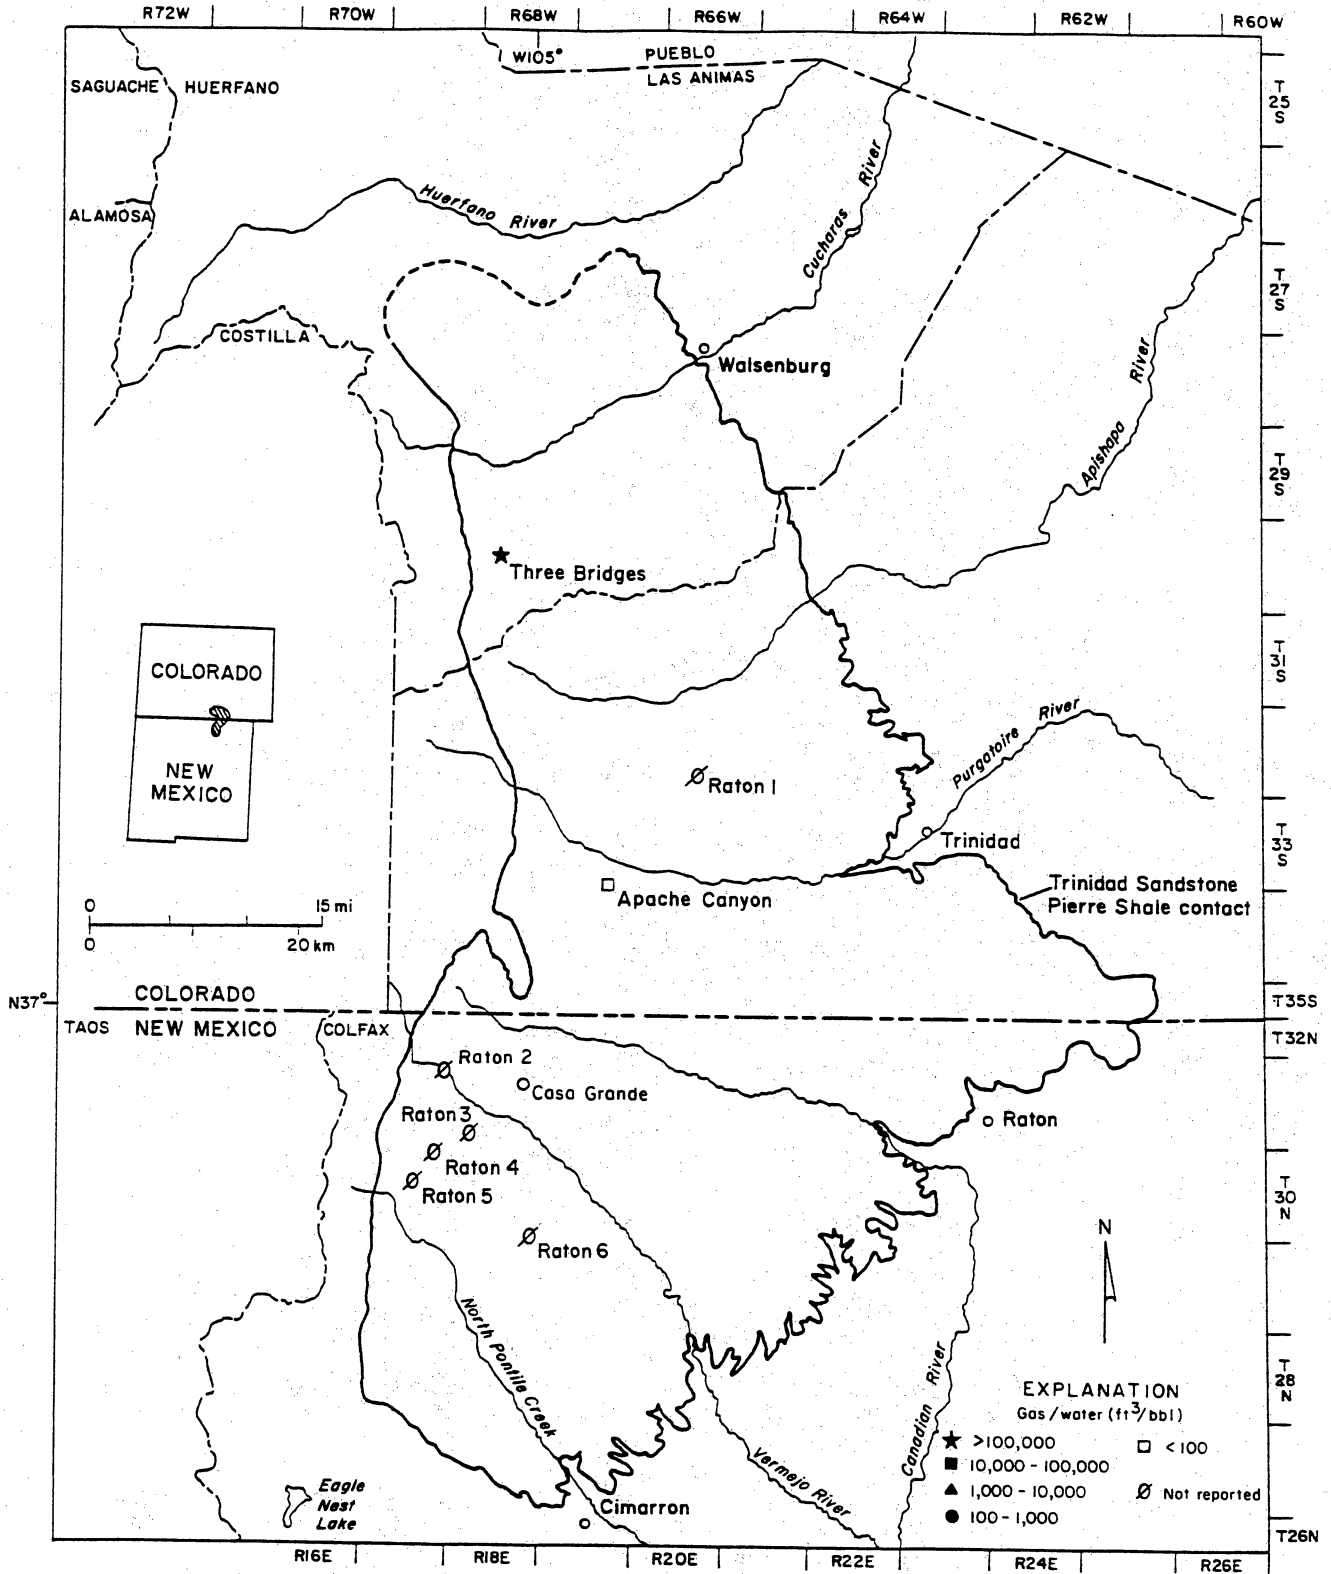 R72W R70W R68W R66W R64W R62W R60W
W105°
PUEBLO
LAS ANIMAS
SAGUACHE HUERFANO
T
25
S
ALAMOSA
Huerfano River
Cucharas River
T
27
S
COSTILLA
Walsenburg
Apishapa River
T
29
S
Three Bridges
COLORADO
NEW
MEXICO
T
31
S
Purgatoire River
Raton 1
Trinidad
T
33
S
Apache Canyon
Trinidad Sandstone
Pierre Shale contact
0 15 mi
0 20 km
N37°
COLORADO
T35S
TAOS NEW MEXICO COLFAX
T32N
Raton 2
Casa Grande
Raton 3
Raton
Raton 4
Raton 5
T
30
N
Raton 6
N
North Pontile Creek
Canadian River
Vermejo River
T
28
N
EXPLANATION
Gas/water (ft3/bbl)
>100,000 <100
10,000 - 100,000
1,000 - 10,000 Not reported
100 - 1,000
Eagle
Nest
Lake
Cimarron
T26N
R16E R18E R20E R22E R24E R26E